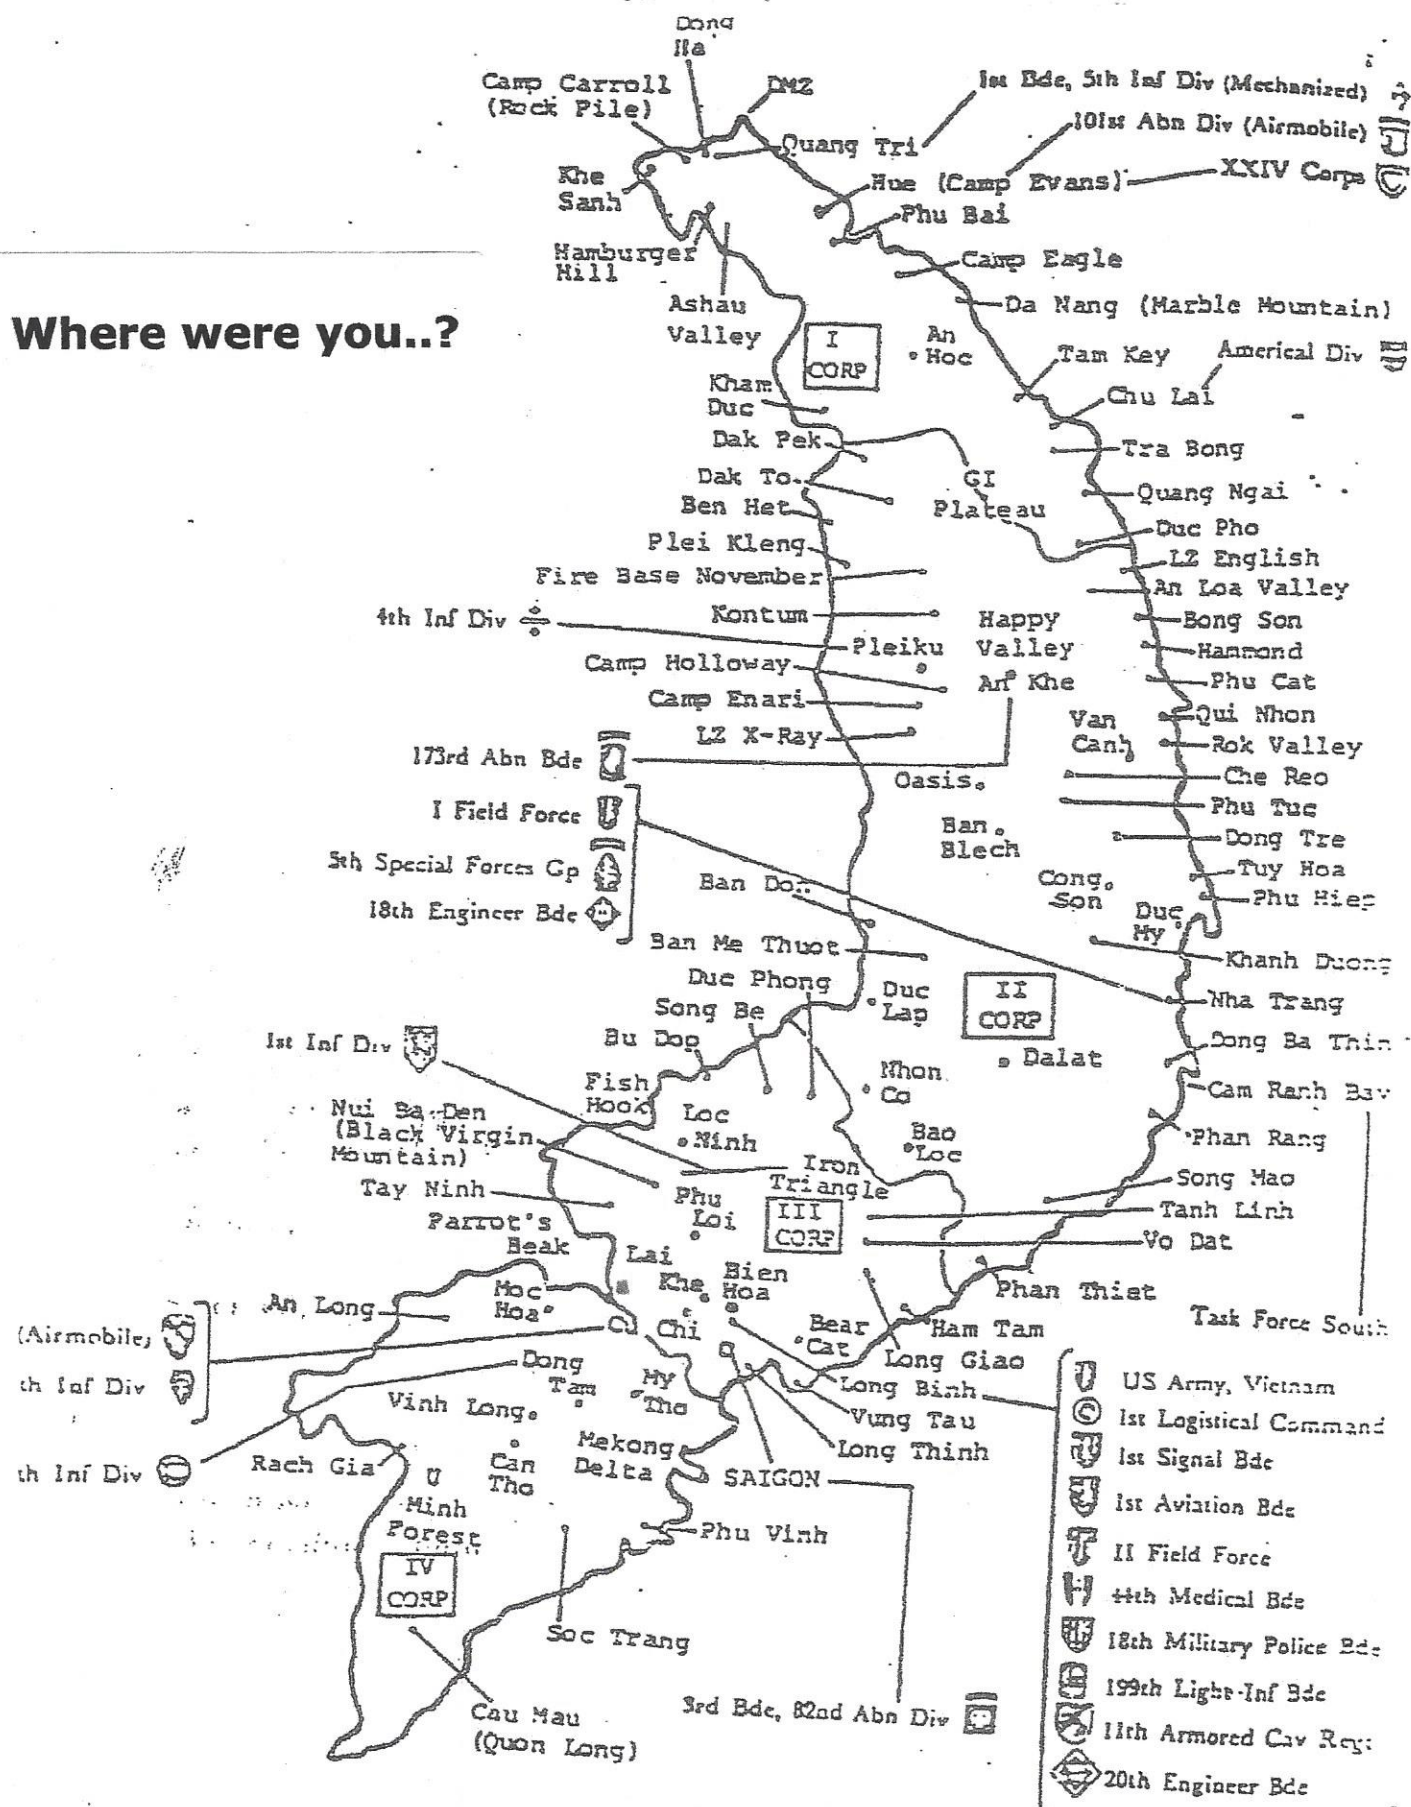 Dong
Ha
Camp Carroll
(Rock Pile)
DMZ
1st Bde, 5th Inf Div (Mechanized)
101st Abn Div (Airmobile)
Quang Tri
XXIV Corps
Khe
Sanh
Hue (Camp Evans)
Phu Bai
Hamburger
Hill
Camp Eagle
Ashau
Valley
Da Nang (Marble Mountain)
Where were you..?
I
CORP
An
Hoc
Tam Key
Americal Div
Kham
Duc
Chu Lai
Dak Pek
Tra Bong
Dak To
GI
Plateau
Quang Ngai
Ben Het
Duc Pho
Plei Kleng
LZ English
Fire Base November
An Loa Valley
4th Inf Div
Kontum
Happy
Valley
Bong Son
Pleiku
Hammond
Camp Holloway
An Khe
Phu Cat
Camp Enari
Van
Canh
Qui Nhon
LZ X-Ray
Rok Valley
173rd Abn Bde
Oasis
Che Reo
I Field Force
Phu Tuc
Ban
Blech
Dong Tre
5th Special Forces Gp
Ban Don
Cong
Son
Tuy Hoa
18th Engineer Bde
Phu Hiep
Duc
My
Ban Me Thuot
Khanh Duong
Duc Phong
Duc
Lap
II
CORP
Nha Trang
Song Be
1st Inf Div
Bu Dop
Dalat
Dong Ba Thin
Fish
Hook
Nhon
Co
Cam Ranh Bay
Nui Ba Den
(Black Virgin
Mountain)
Loc
Ninh
Bao
Loc
Phan Rang
Iron
Triangle
Song Mao
Tay Ninh
Phu
Loi
III
CORP
Tanh Linh
Parrot's
Beak
Vo Dat
Lai
Khe
Bien
Hoa
Phan Thiet
Moc
Hoa
An Long
Task Force South
(Airmobile)
Cu Chi
Bear
Cat
Ham Tam
Long Giao
th Inf Div
Dong
Tam
My
Tho
Long Binh
US Army, Vietnam
Vinh Long
Vung Tau
1st Logistical Command
th Inf Div
Rach Gia
Can
Tho
Mekong
Delta
Long Thinh
1st Signal Bde
SAIGON
U
Minh
Forest
1st Aviation Bde
Phu Vinh
II Field Force
IV
CORP
44th Medical Bde
Soc Trang
18th Military Police Bde
199th Light-Inf Bde
Cau Mau
(Quon Long)
3rd Bde, 82nd Abn Div
11th Armored Cav Regt
20th Engineer Bde